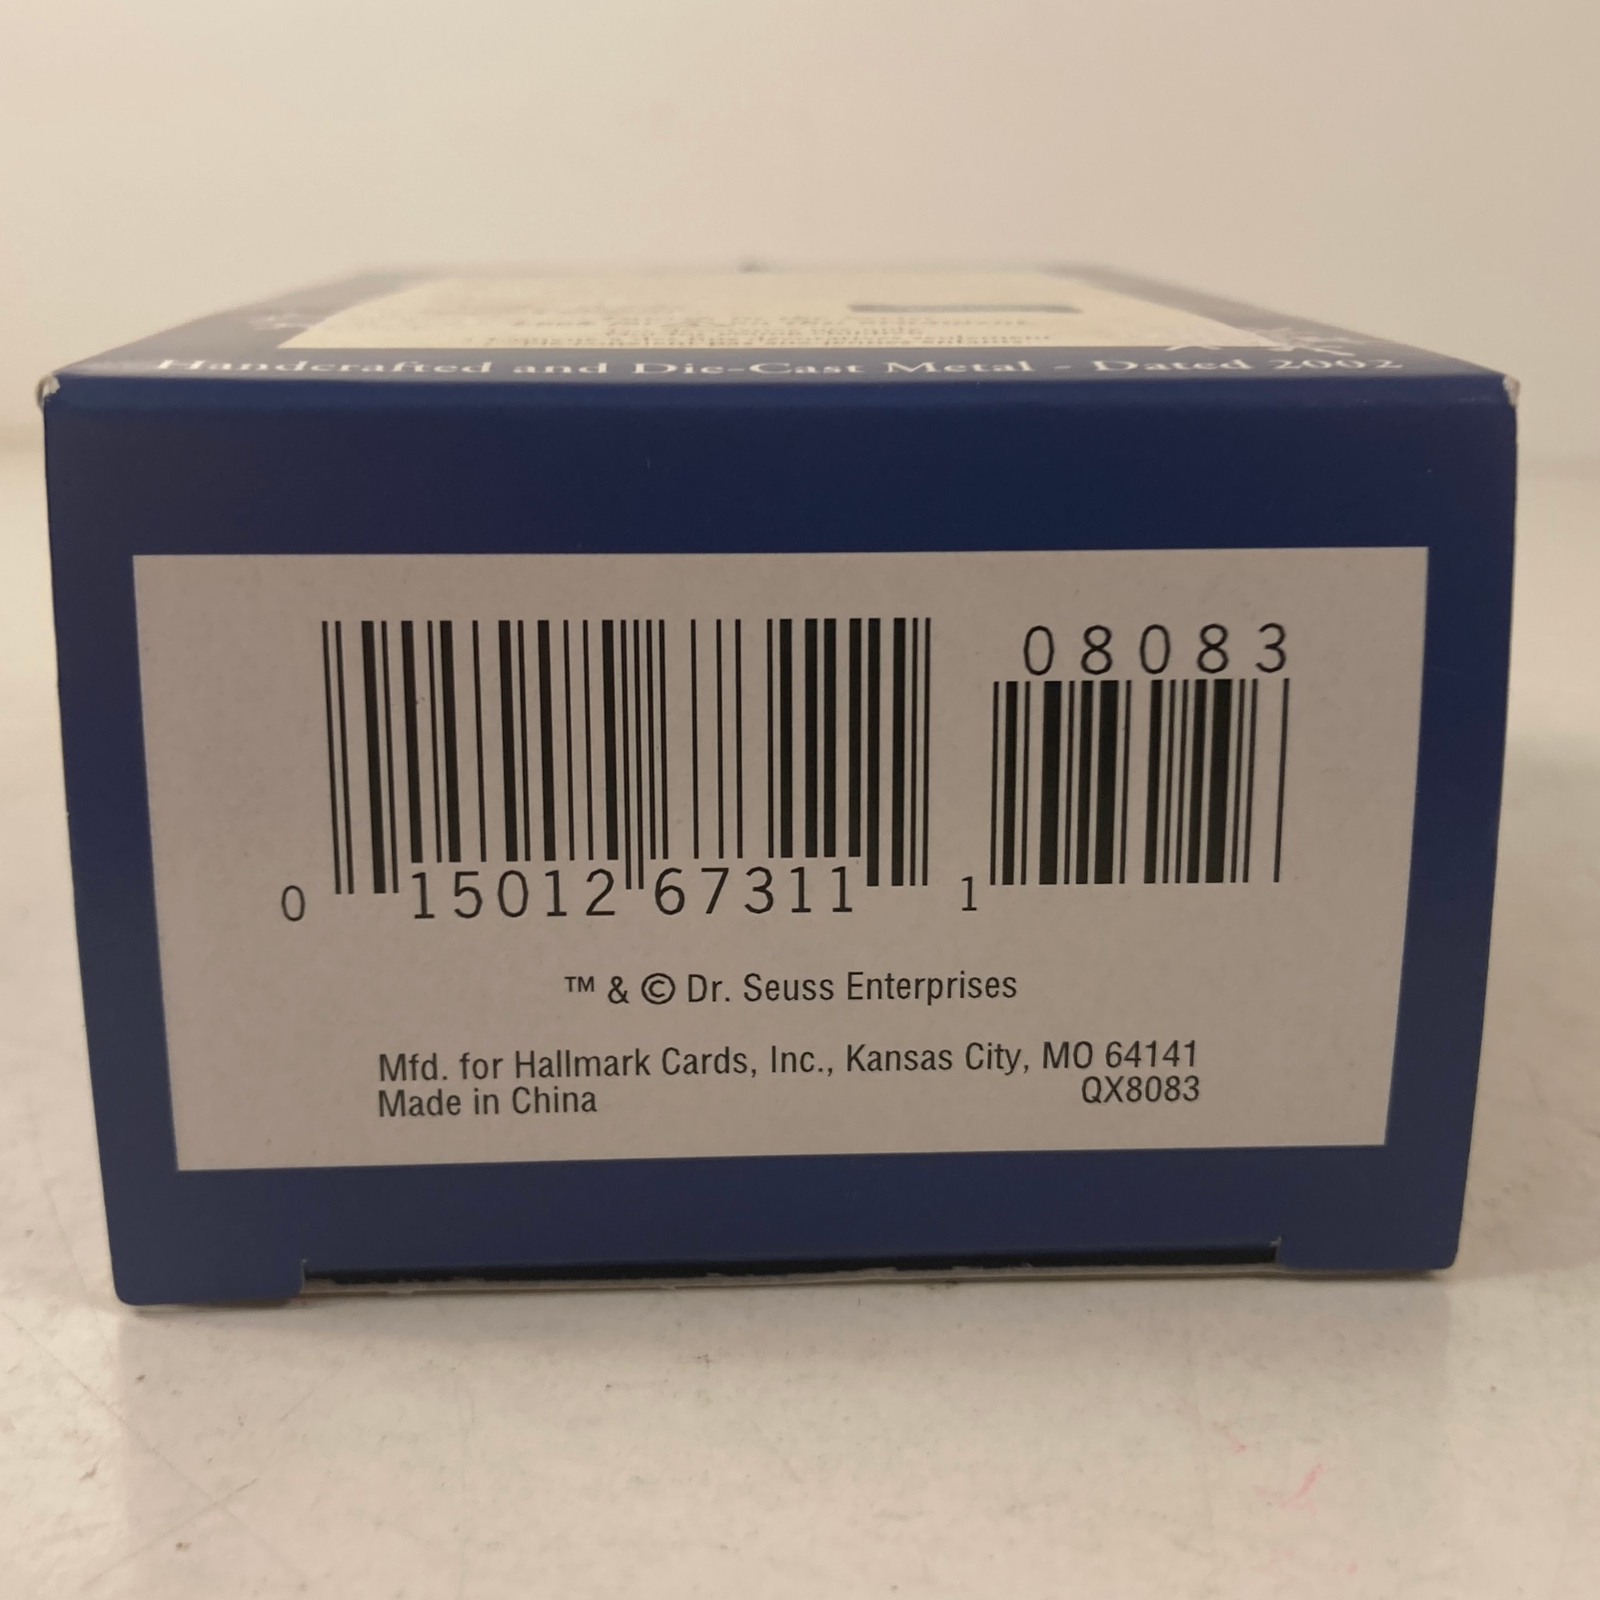 Handcrafted and Die-Cast Metal - Dated 2002
08083
0 15012 67311 1
™ & © Dr. Seuss Enterprises
Mfd. for Hallmark Cards, Inc., Kansas City, MO 64141
Made in China QX8083